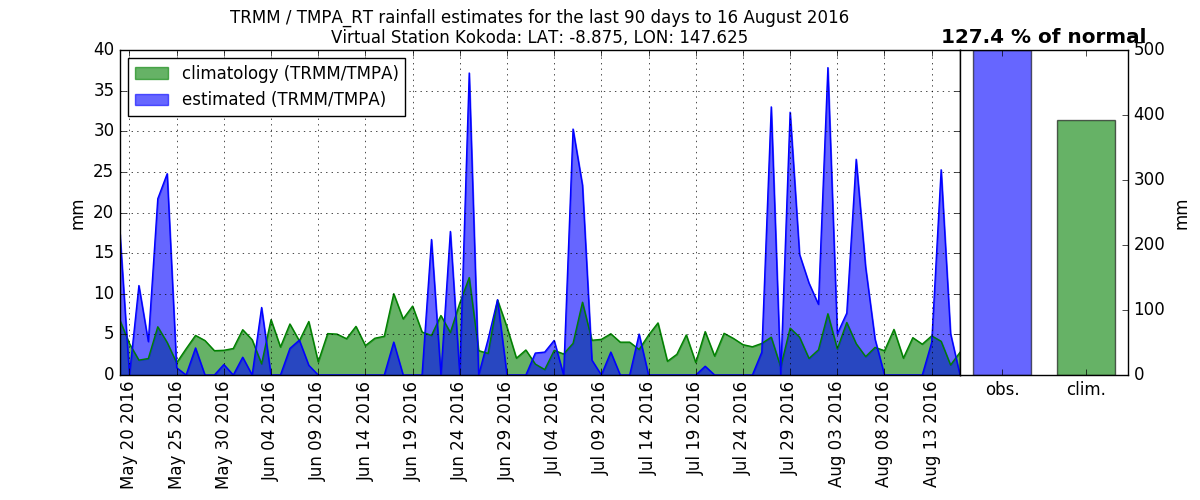 TRMM / TMPA_RT rainfall estimates for the last 90 days to 16 August 2016
Virtual Station Kokoda: LAT: -8.875, LON: 147.625
127.4 % of normal
climatology (TRMM/TMPA)
estimated (TRMM/TMPA)
mm
40
35
30
25
20
15
10
5
0
May 20 2016
May 25 2016
May 30 2016
Jun 04 2016
Jun 09 2016
Jun 14 2016
Jun 19 2016
Jun 24 2016
Jun 29 2016
Jul 04 2016
Jul 09 2016
Jul 14 2016
Jul 19 2016
Jul 24 2016
Jul 29 2016
Aug 03 2016
Aug 08 2016
Aug 13 2016
obs.
clim.
500
400
300
200
100
0
mm